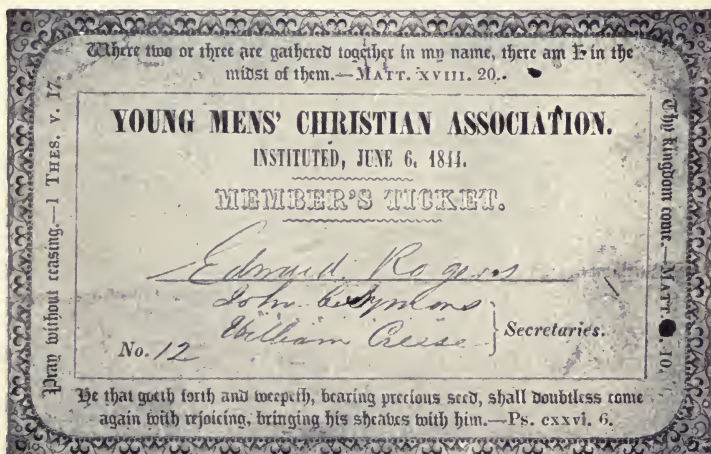 Where two or three are gathered together in my name, there am I in the
midst of them.—MATT. XVIII. 20.
Pray without ceasing.—1 THES. V. 17.
YOUNG MENS' CHRISTIAN ASSOCIATION.
INSTITUTED, JUNE 6, 1844.
MEMBER'S TICKET.
Edward Rogers
John C Symons
William Creese
Secretaries.
No. 12
Thy kingdom come.—MATT. 10.
He that goeth forth and weepeth, bearing precious seed, shall doubtless come
again with rejoicing, bringing his sheaves with him.—PS. CXXVI. 6.